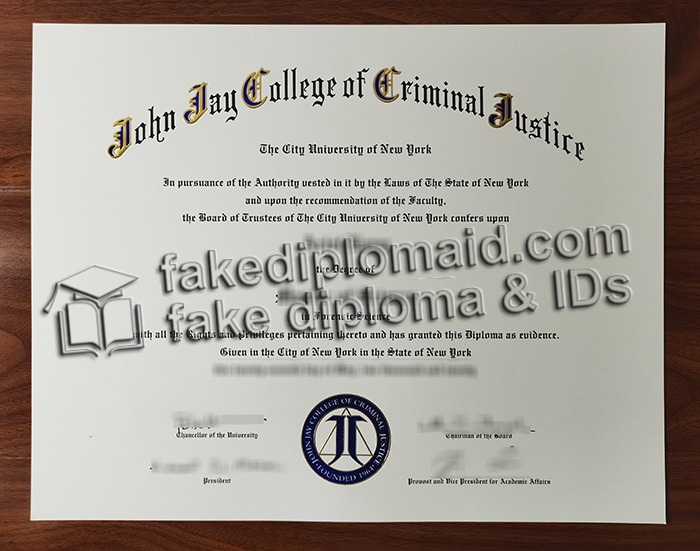 John Jay College of Criminal Justice
The City University of New York
In pursuance of the Authority vested in it by the Laws of The State of New York
and upon the recommendation of the Faculty,
the Board of Trustees of The City University of New York confers upon
fakediplomaid.com
the Degree of
fake diploma & IDs
in Forensic Science
with all the Rights and Privileges pertaining thereto and has granted this Diploma as evidence.
Given in the City of New York in the State of New York
Chancellor of the University
Chairman of the Board
JOHN JAY COLLEGE OF CRIMINAL JUSTICE
FOUNDED 1964
President
Provost and Vice President for Academic Affairs